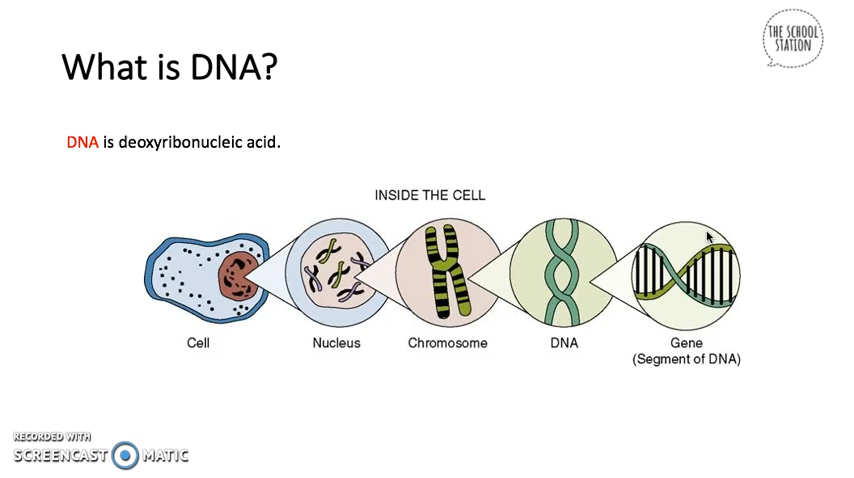 THE SCHOOL
STATION
What is DNA?
DNA is deoxyribonucleic acid.
INSIDE THE CELL
Cell
Nucleus
Chromosome
DNA
Gene
(Segment of DNA)
RECORDED WITH
SCREENCAST MATIC